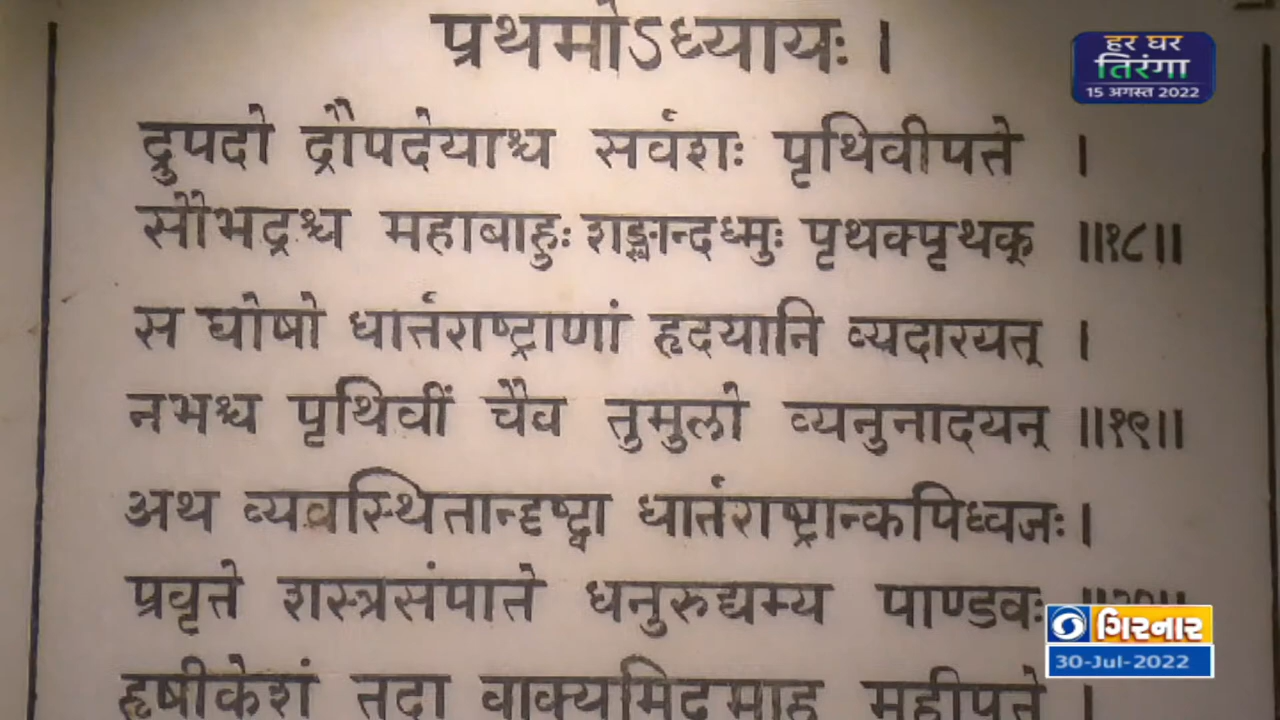 प्रथमोऽध्यायः ।
हर घर
तिरंगा
15 अगस्त 2022
द्रुपदो द्रौपदेयाश्च सर्वशः पृथिवीपते ।
सौभद्रश्च महाबाहुः शङ्खान्दध्मुः पृथक्पृथक् ॥१८॥
स घोषो धार्तराष्ट्राणां हृदयानि व्यदारयत् ।
नभश्च पृथिवीं चैव तुमुलो व्यनुनादयन् ॥१९॥
अथ व्यवस्थितान्दृष्ट्वा धार्तराष्ट्रान्कपिध्वजः ।
प्रवृत्ते शस्त्रसंपाते धनुरुद्यम्य पाण्डवः
हृषीकेशं तदा वाक्यमिदमाह महीपते ।
ગિરનાર
30-Jul-2022